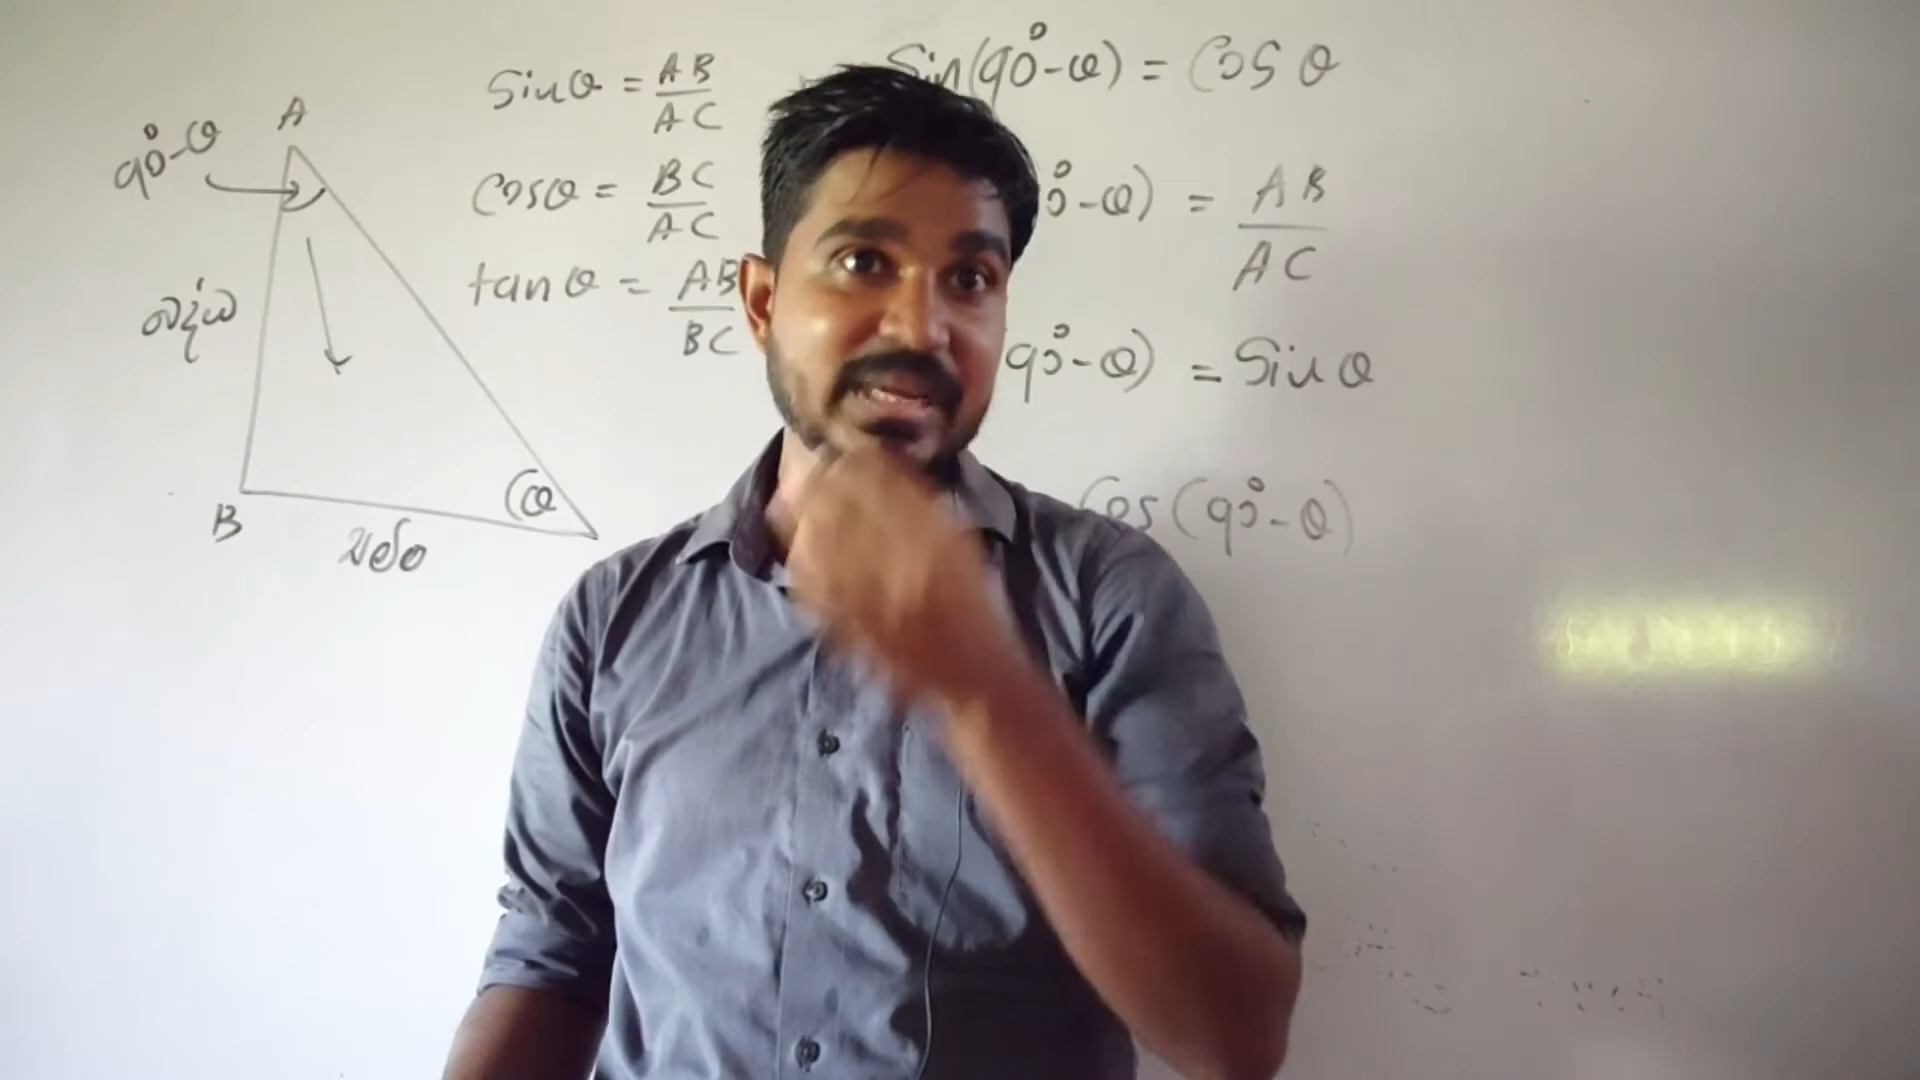 A
90°-θ
B
θ
Sinθ = AB/AC
Cosθ = BC/AC
tanθ = AB/BC
Sin(90°-θ) = Cosθ
0°-θ) = AB/AC
90°-θ) = Sinθ
Cos(90°-θ)